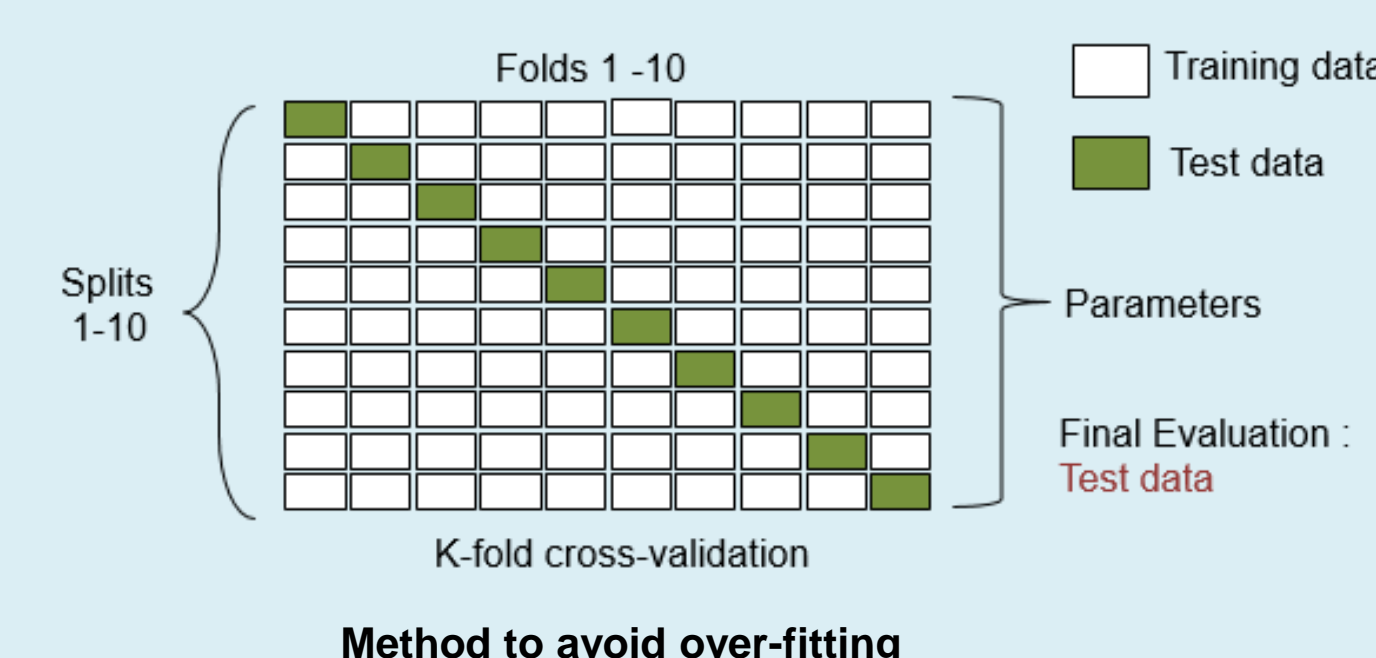 Folds 1 -10
Training data
Test data
Splits
1-10
Parameters
Final Evaluation :
Test data
K-fold cross-validation
Method to avoid over-fitting